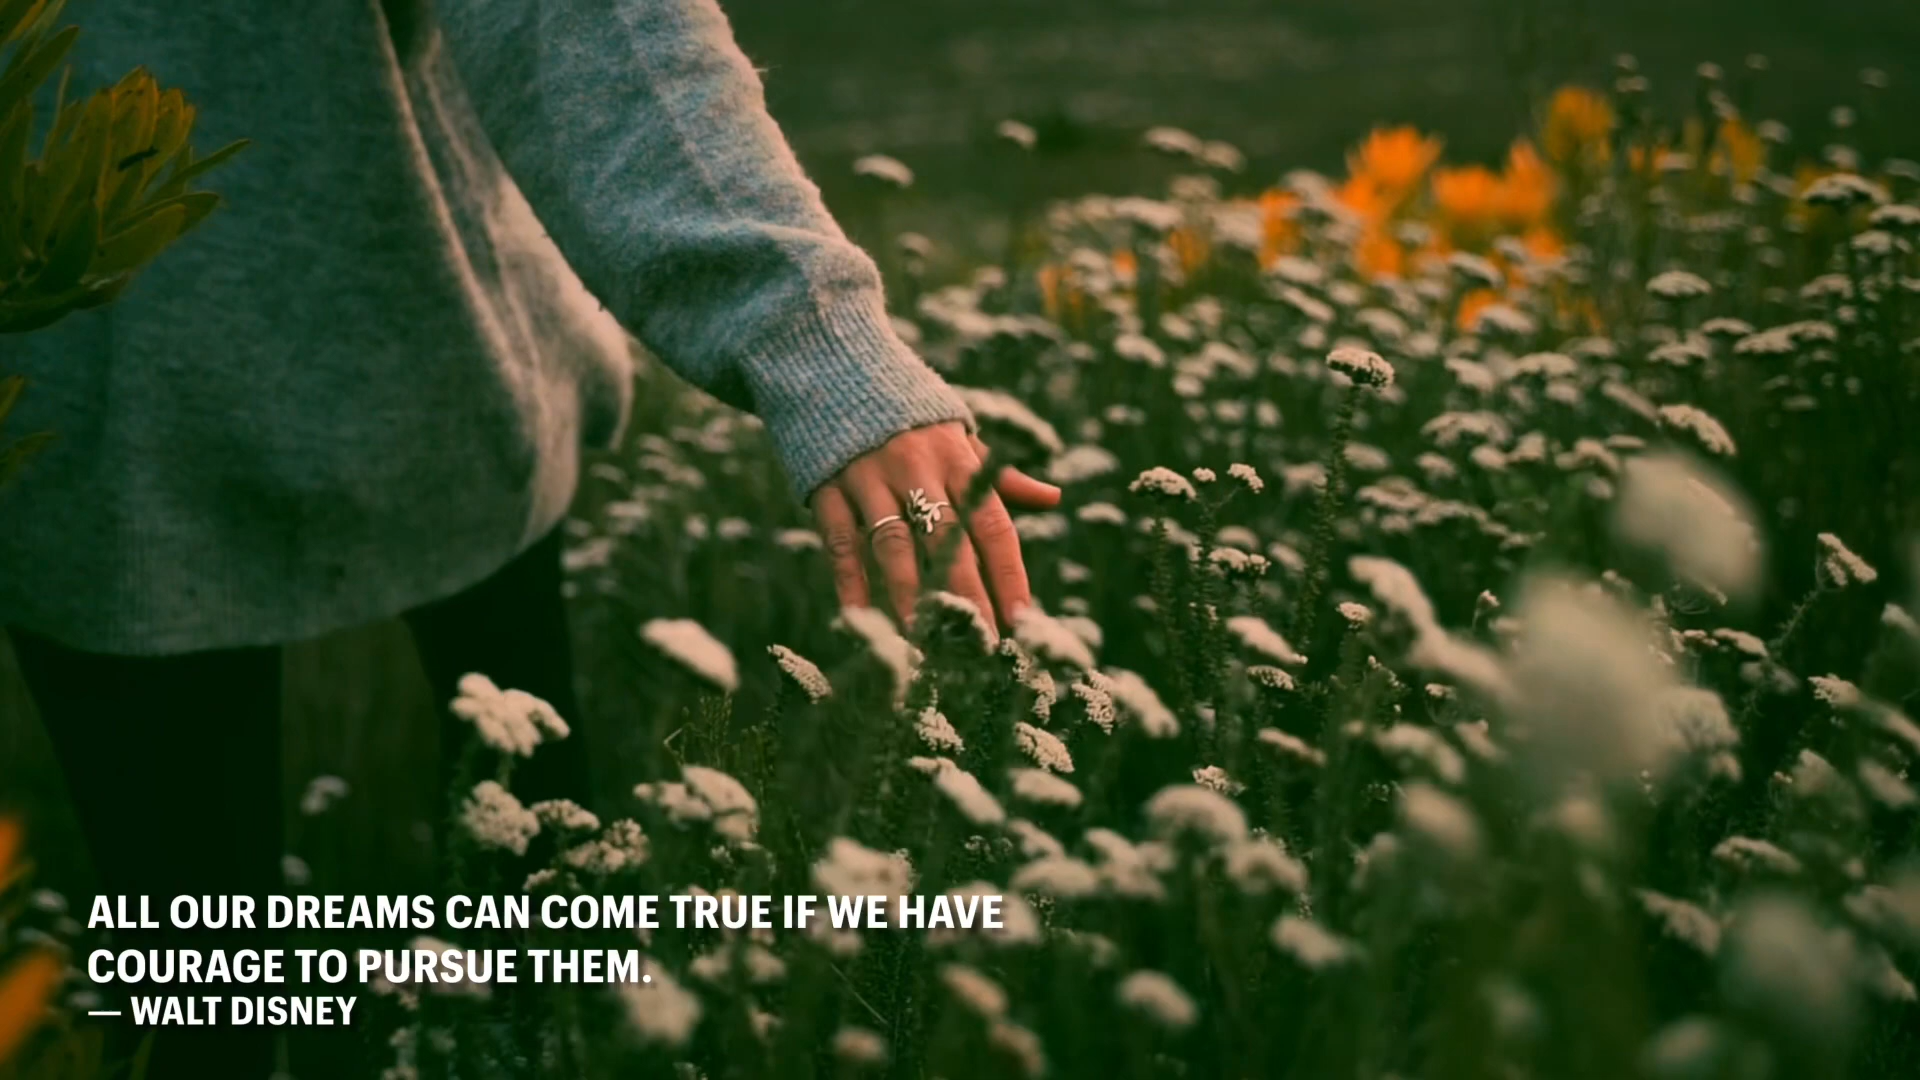 ALL OUR DREAMS CAN COME TRUE IF WE HAVE
COURAGE TO PURSUE THEM.
— WALT DISNEY